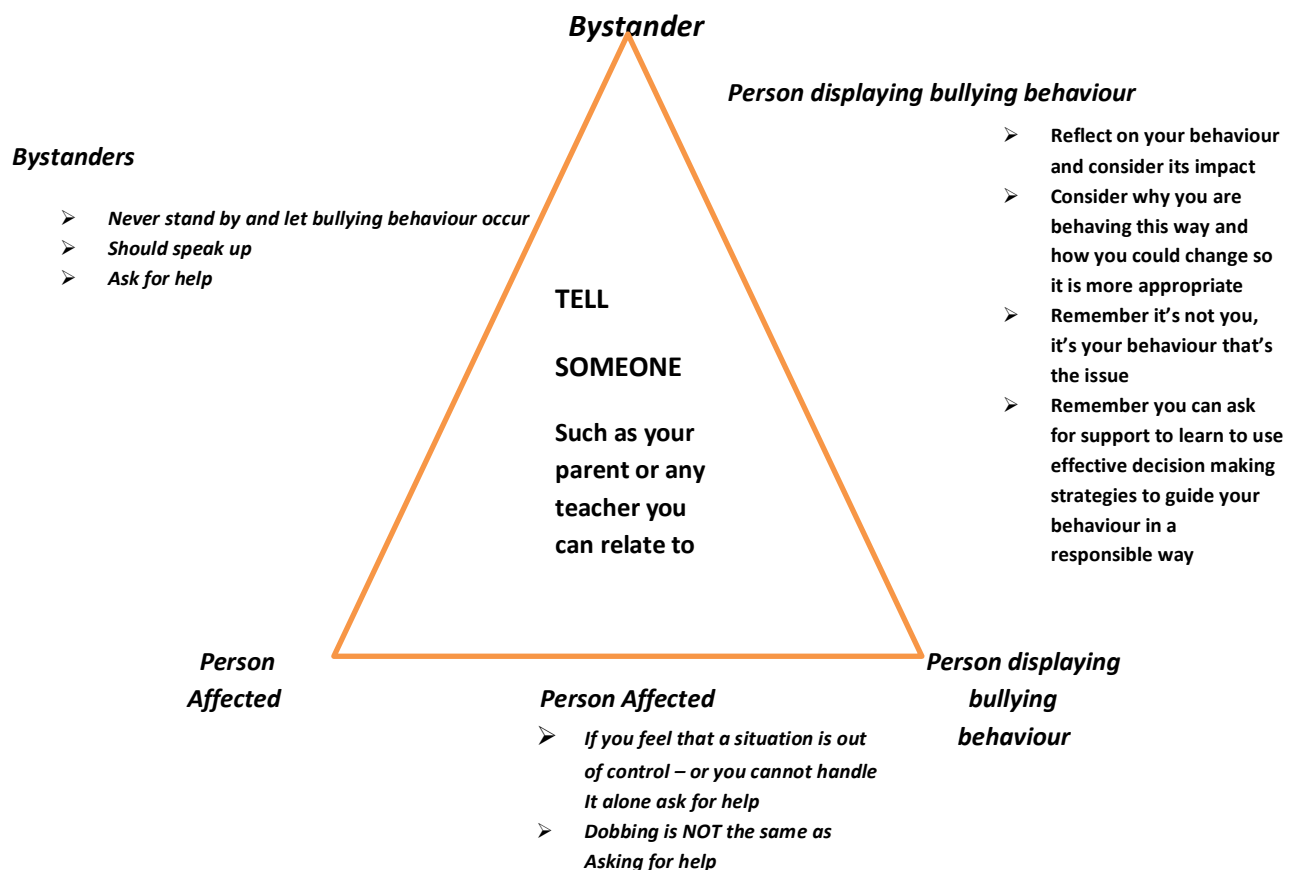 Bystander
Person displaying bullying behaviour
➢ Reflect on your behaviour
and consider its impact
➢ Consider why you are
behaving this way and
how you could change so
it is more appropriate
➢ Remember it’s not you,
it’s your behaviour that’s
the issue
➢ Remember you can ask
for support to learn to use
effective decision making
strategies to guide your
behaviour in a
responsible way
Bystanders
➢ Never stand by and let bullying behaviour occur
➢ Should speak up
➢ Ask for help
TELL
SOMEONE
Such as your
parent or any
teacher you
can relate to
Person
Affected
Person displaying
bullying
behaviour
Person Affected
➢ If you feel that a situation is out
of control – or you cannot handle
It alone ask for help
➢ Dobbing is NOT the same as
Asking for help